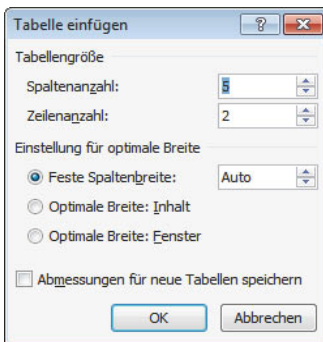 Tabelle einfügen
Tabellengröße
Spaltenanzahl: 5
Zeilenanzahl: 2
Einstellung für optimale Breite
Feste Spaltenbreite: Auto
Optimale Breite: Inhalt
Optimale Breite: Fenster
Abmessungen für neue Tabellen speichern
OK Abbrechen